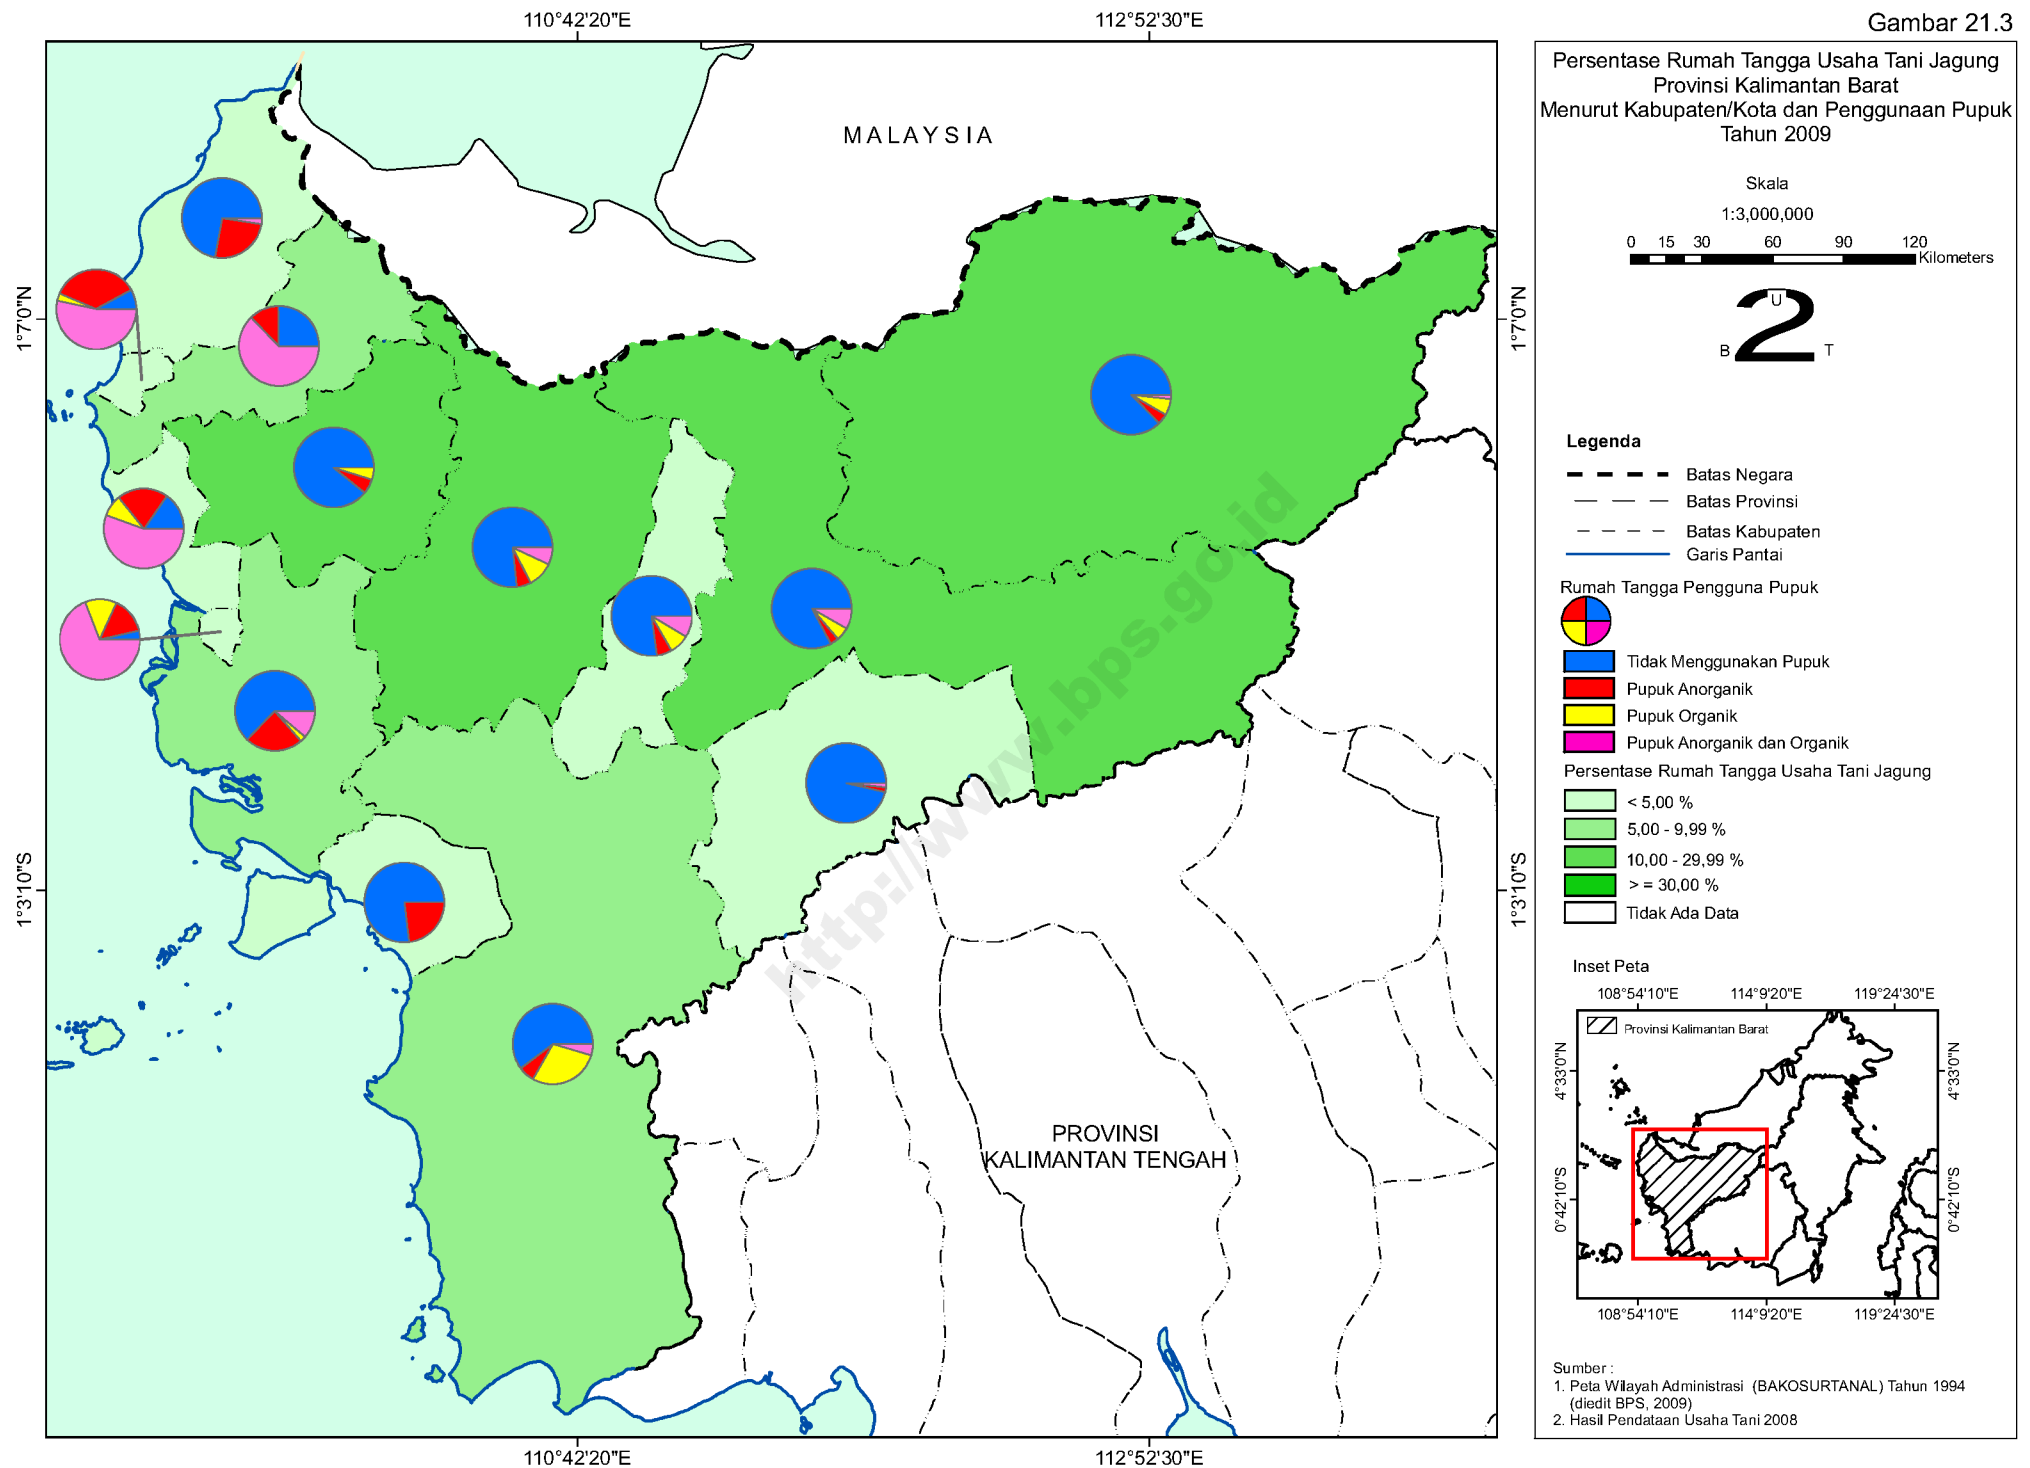 Gambar 21.3
110°42'20"E
112°52'30"E
1°7'0"N
1°3'10"S
MALAYSIA
PROVINSI
KALIMANTAN TENGAH
http://www.bps.go.id
1°7'0"N
1°3'10"S
110°42'20"E
112°52'30"E
Persentase Rumah Tangga Usaha Tani Jagung
Provinsi Kalimantan Barat
Menurut Kabupaten/Kota dan Penggunaan Pupuk
Tahun 2009
Skala
1:3,000,000
0 15 30 60 90 120
Kilometers
U
B T
Legenda
Batas Negara
Batas Provinsi
Batas Kabupaten
Garis Pantai
Rumah Tangga Pengguna Pupuk
Tidak Menggunakan Pupuk
Pupuk Anorganik
Pupuk Organik
Pupuk Anorganik dan Organik
Persentase Rumah Tangga Usaha Tani Jagung
< 5,00 %
5,00 - 9,99 %
10,00 - 29,99 %
> = 30,00 %
Tidak Ada Data
Inset Peta
108°54'10"E 114°9'20"E 119°24'30"E
Provinsi Kalimantan Barat
4°33'0"N
0°42'10"S
4°33'0"N
0°42'10"S
108°54'10"E 114°9'20"E 119°24'30"E
Sumber :
1. Peta Wilayah Administrasi (BAKOSURTANAL) Tahun 1994
(diedit BPS, 2009)
2. Hasil Pendataan Usaha Tani 2008